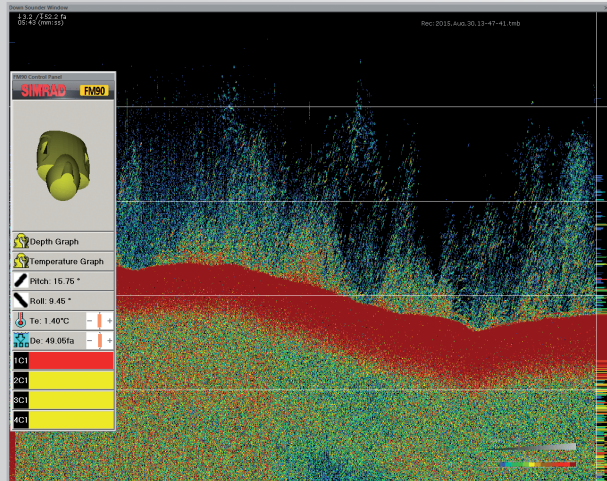 Down Sounder Window
⤓3.2 /⤓52.2 fa
05:43 (mm:ss)
Rec: 2015.Aug.30.13-47-41.tmb
FM90 Control Panel
SIMRAD FM90
Depth Graph
Temperature Graph
Pitch: 15.75 °
Roll: 9.45 °
Te: 1.40°C - +
De: 49.05fa - +
1C1
2C1
3C1
4C1